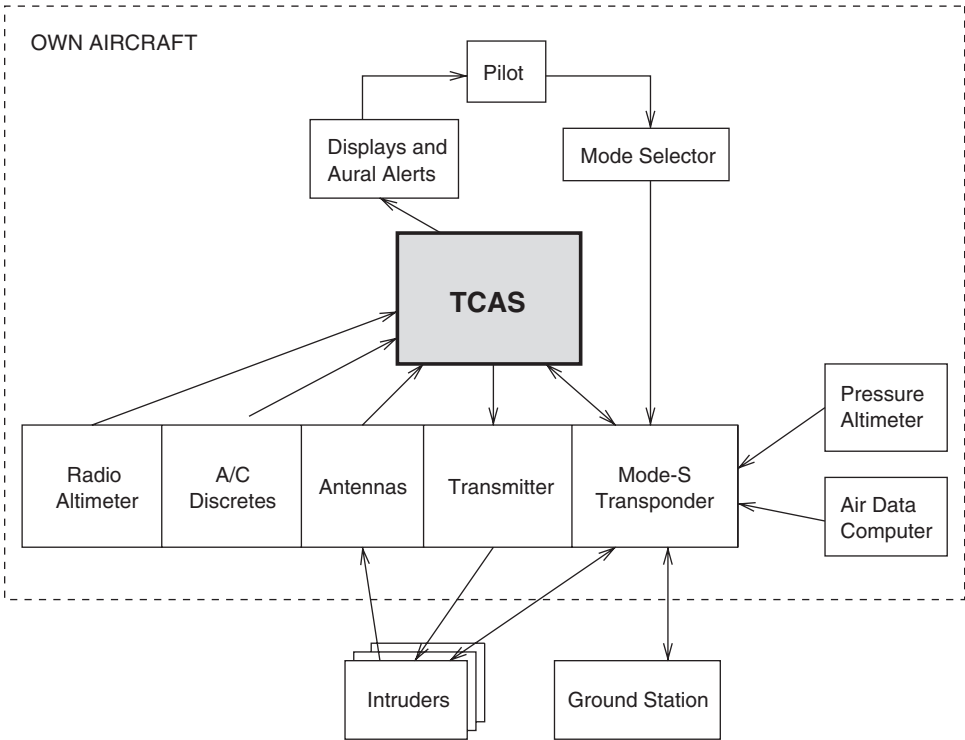 OWN AIRCRAFT
Pilot
Displays and
Aural Alerts
Mode Selector
TCAS
Pressure
Altimeter
Radio
Altimeter
A/C
Discretes
Antennas
Transmitter
Mode-S
Transponder
Air Data
Computer
Intruders
Ground Station